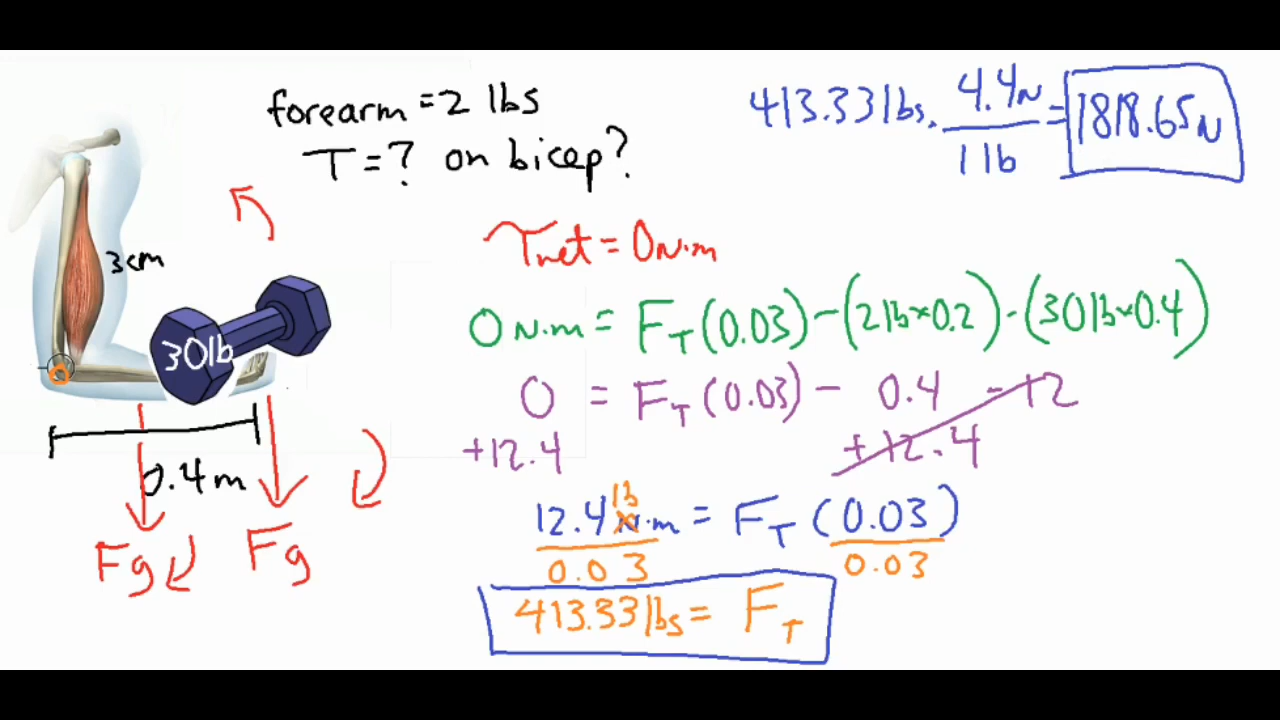 forearm = 2 lbs
T = ? on bicep?
413.33 lbs. 4.4N / 1 lb = 1818.65 N
3cm
30lb
0.4m
Fg
Fg
τnet = 0 N·m
0 N·m = FT (0.03) - (2lb × 0.2) - (30lb × 0.4)
0 = FT (0.03) - 0.4 - 12
+12.4 + 12.4
12.4 lb N·m = FT (0.03)
0.03 0.03
413.33 lbs = FT